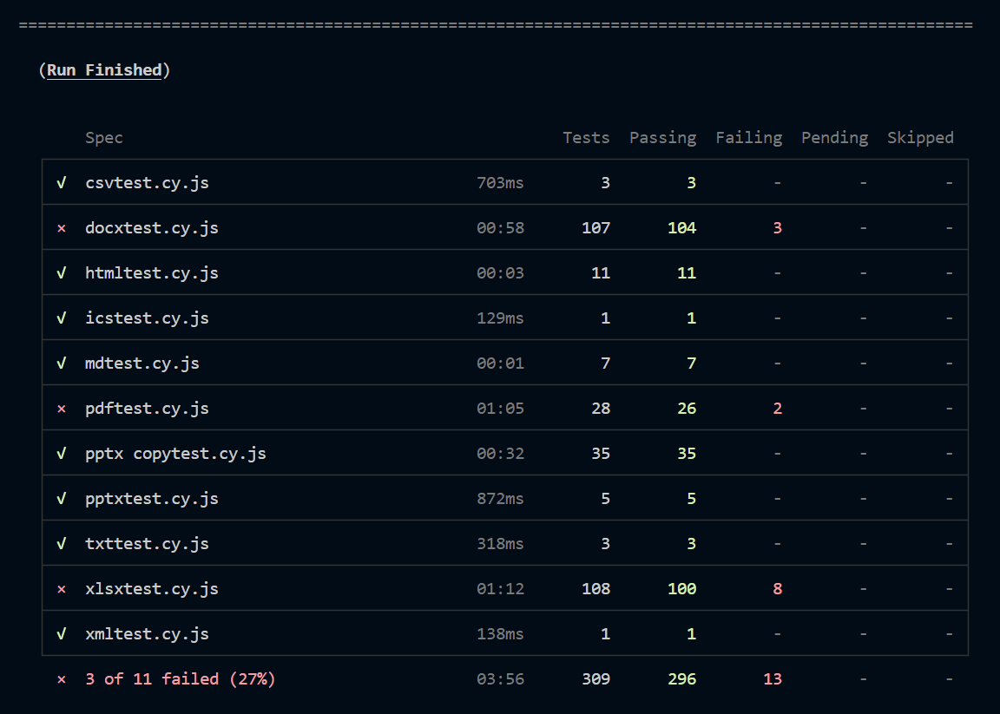 ====================================================================================================
(Run Finished)
Spec Tests Passing Failing Pending Skipped
√ csvtest.cy.js 703ms 3 3 - - -
× docxtest.cy.js 00:58 107 104 3 - -
√ htmltest.cy.js 00:03 11 11 - - -
√ icstest.cy.js 129ms 1 1 - - -
√ mdtest.cy.js 00:01 7 7 - - -
× pdftest.cy.js 01:05 28 26 2 - -
√ pptx copytest.cy.js 00:32 35 35 - - -
√ pptxtest.cy.js 872ms 5 5 - - -
√ txttest.cy.js 318ms 3 3 - - -
× xlsxtest.cy.js 01:12 108 100 8 - -
√ xmltest.cy.js 138ms 1 1 - - -
× 3 of 11 failed (27%) 03:56 309 296 13 - -